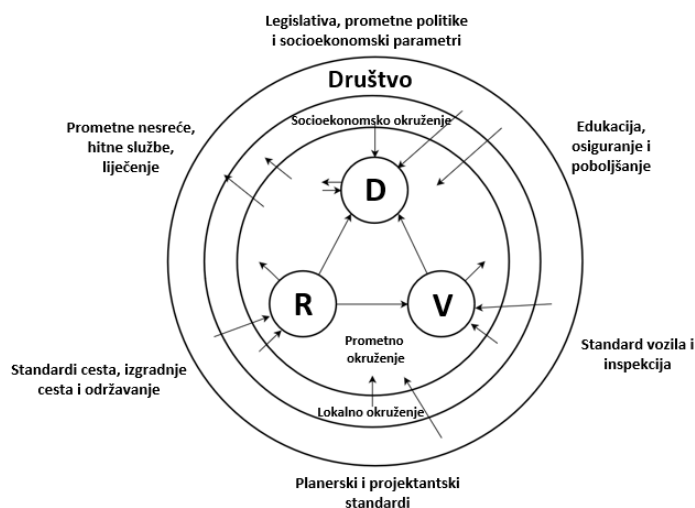 Legislativa, prometne politike
i socioekonomski parametri
Društvo
Prometne nesreće,
hitne službe,
liječenje
Socioekonomsko okruženje
Edukacija,
osiguranje i
poboljšanje
D
R
V
Prometno
okruženje
Standardi cesta, izgradnje
cesta i održavanje
Standard vozila i
inspekcija
Lokalno okruženje
Planerski i projektantski
standardi